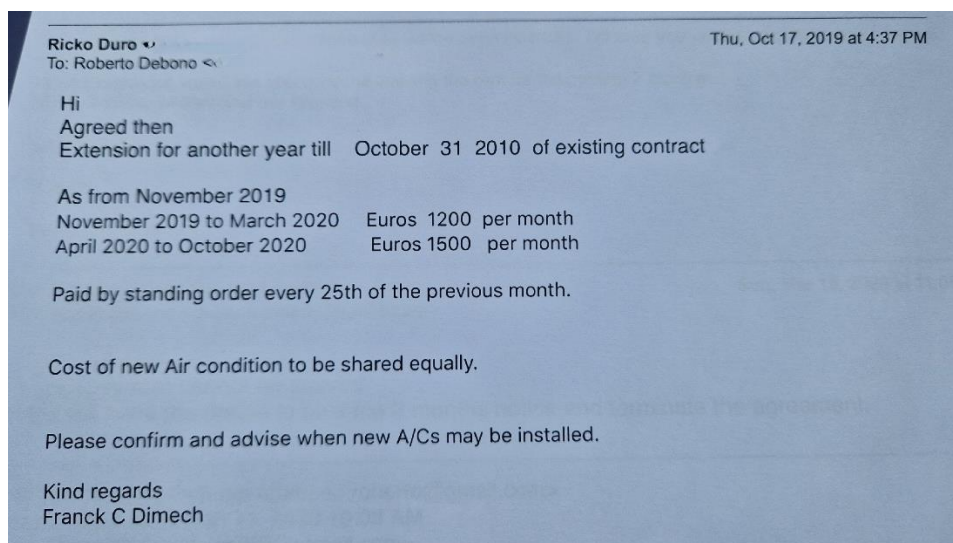 Ricko Duro
Thu, Oct 17, 2019 at 4:37 PM
To: Roberto Debono
Hi
Agreed then
Extension for another year till October 31 2010 of existing contract
As from November 2019
November 2019 to March 2020 Euros 1200 per month
April 2020 to October 2020 Euros 1500 per month
Paid by standing order every 25th of the previous month.
Cost of new Air condition to be shared equally.
Please confirm and advise when new A/Cs may be installed.
Kind regards
Franck C Dimech